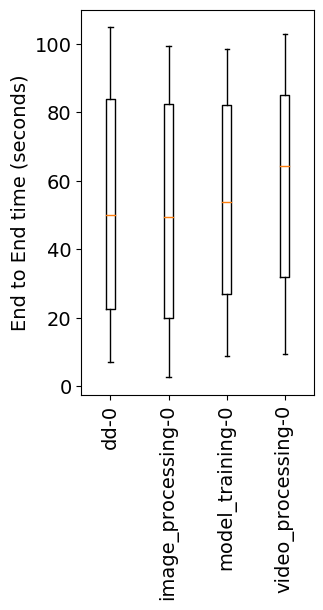 End to End time (seconds)
100
80
60
40
20
0
dd-0
image_processing-0
model_training-0
video_processing-0